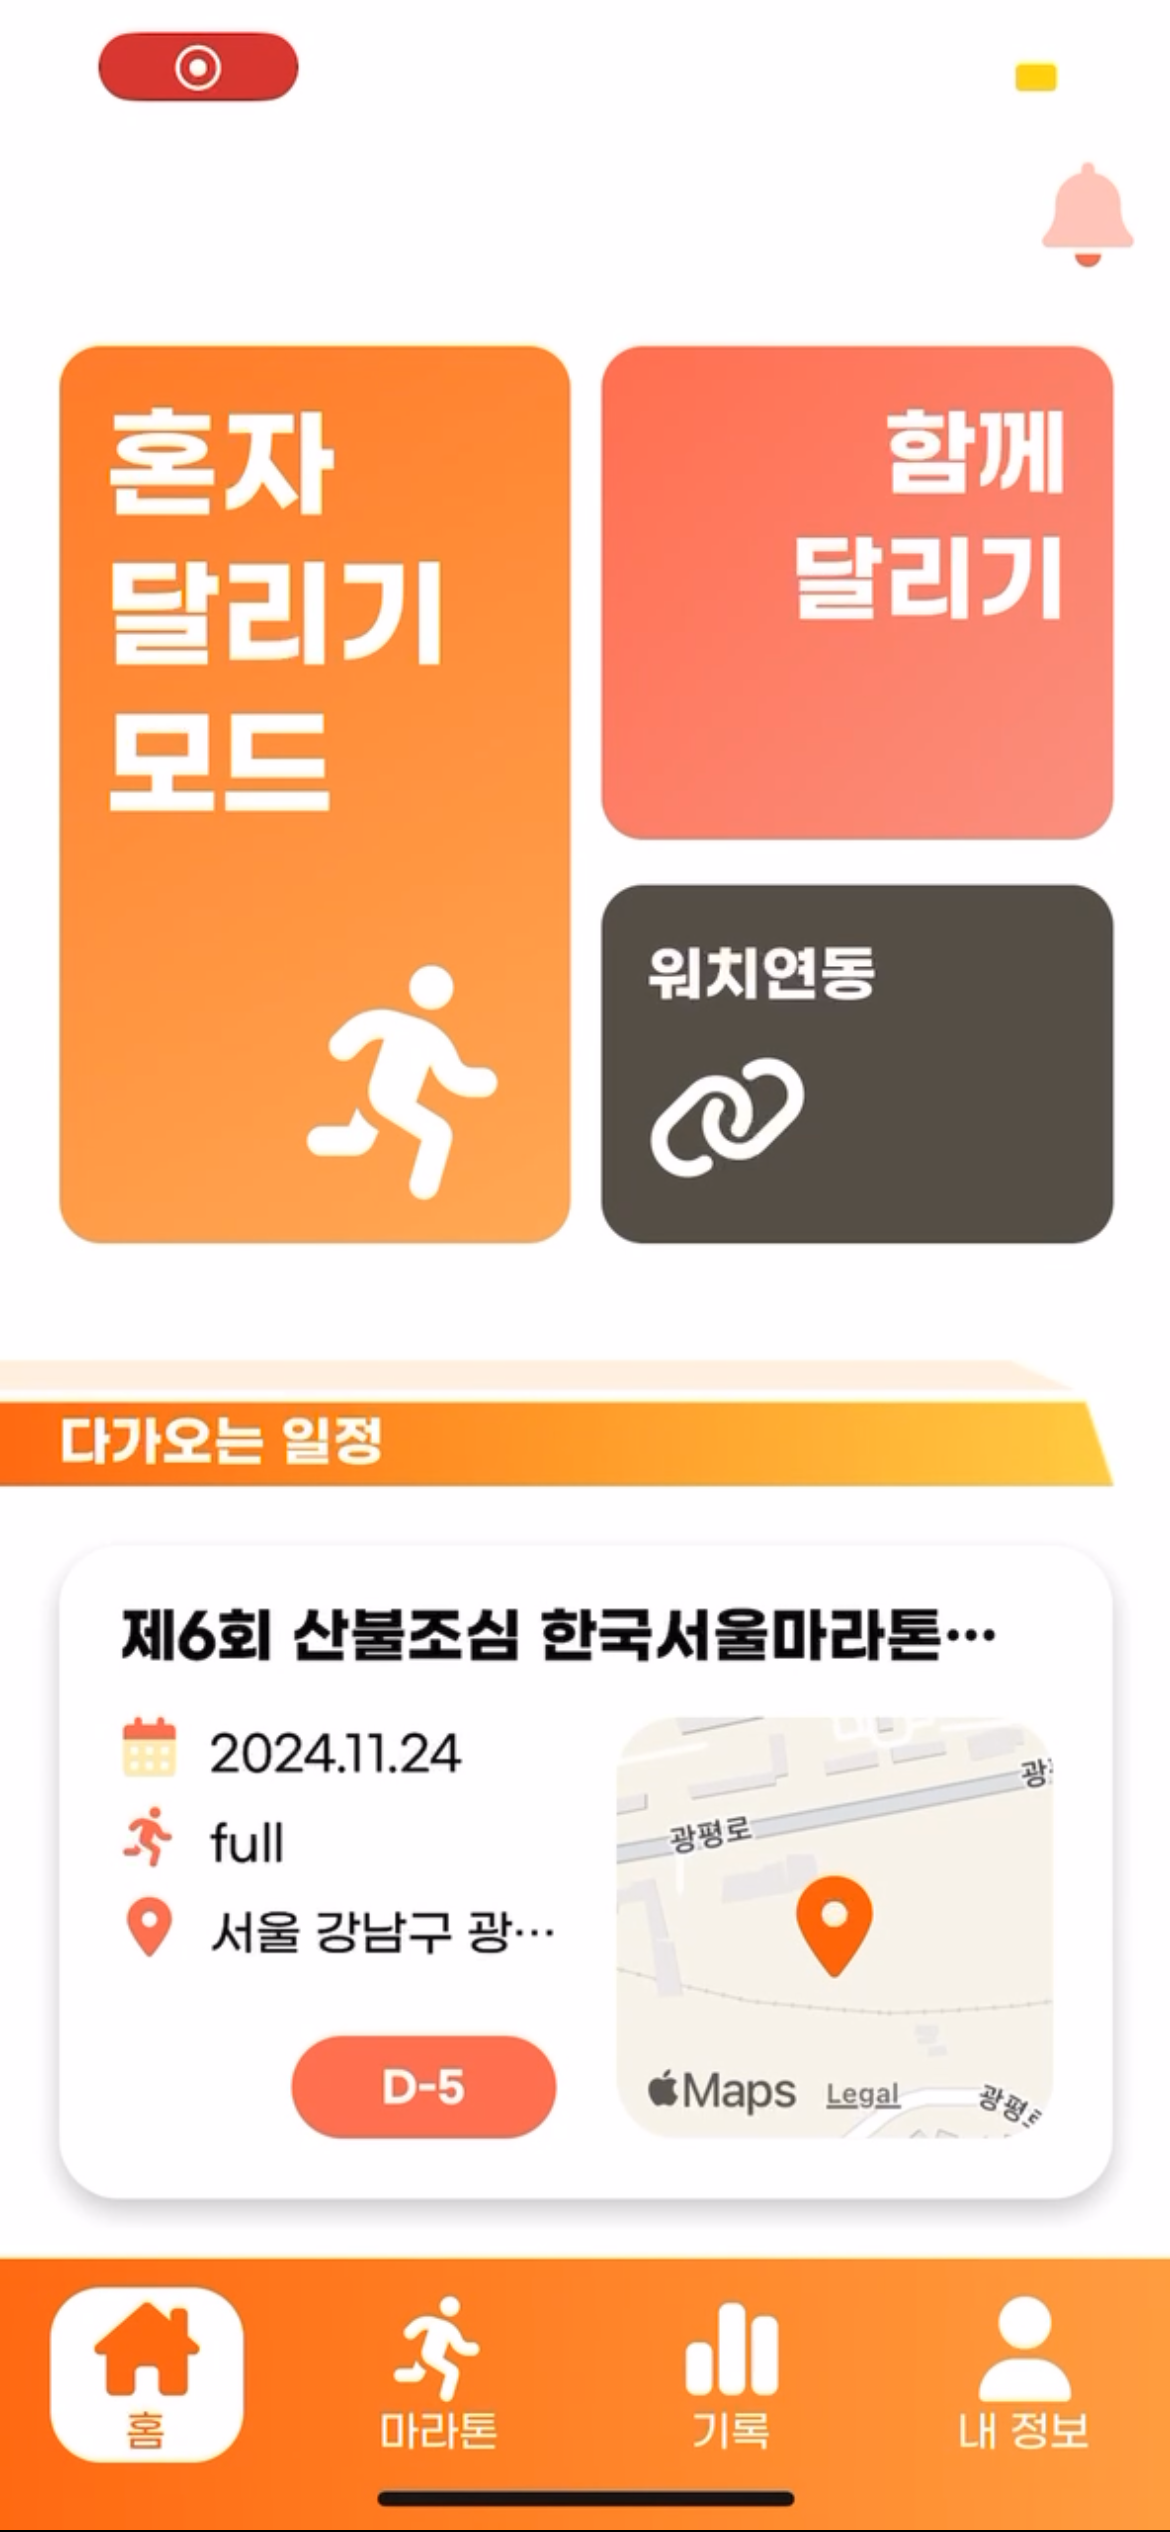 혼자
달리기
모드
함께
달리기
워치연동
다가오는 일정
제6회 산불조심 한국서울마라톤…
2024.11.24
full
서울 강남구 광…
D-5
광평로
Maps
Legal
홈
마라톤
기록
내 정보